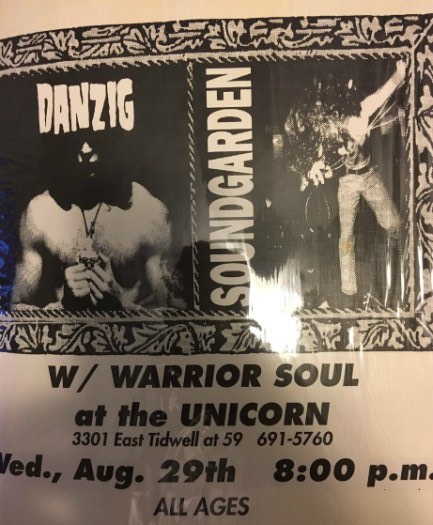 DANZIG
SOUNDGARDEN
W/ WARRIOR SOUL
at the UNICORN
3301 East Tidwell at 59 691-5760
Wed., Aug. 29th 8:00 p.m.
ALL AGES